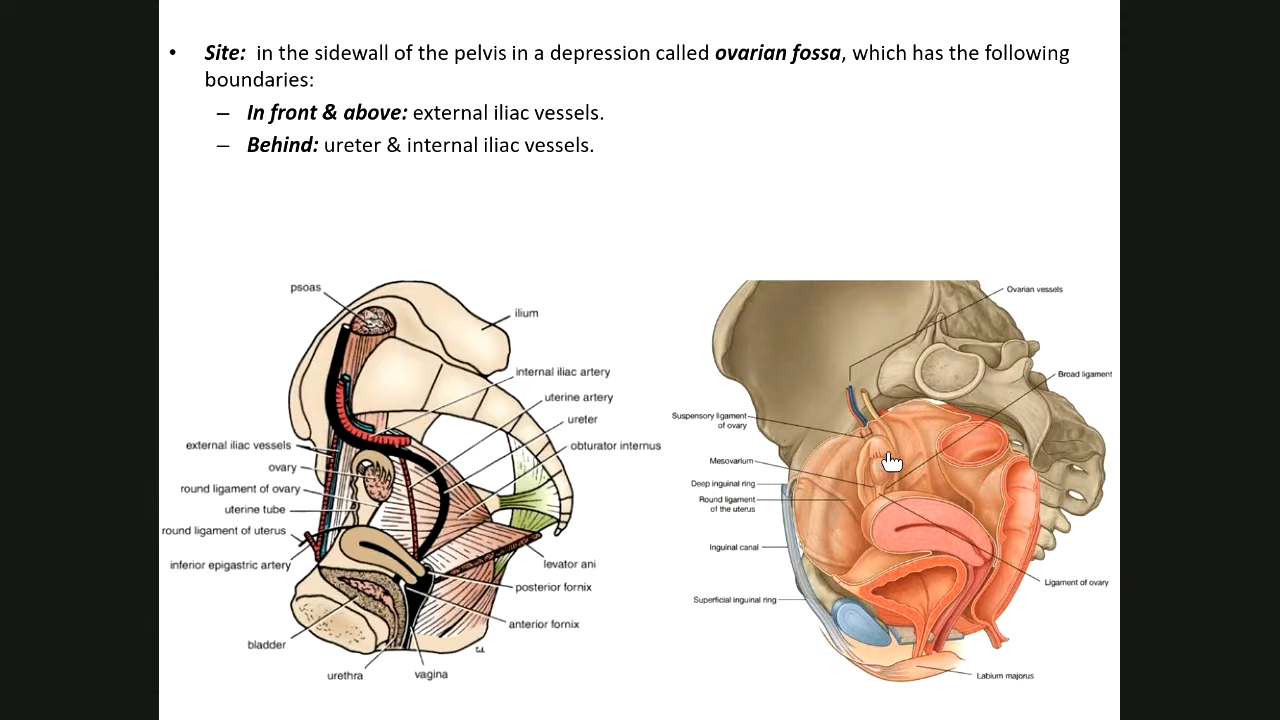 • Site: in the sidewall of the pelvis in a depression called ovarian fossa, which has the following
boundaries:
– In front & above: external iliac vessels.
– Behind: ureter & internal iliac vessels.
psoas
ilium
internal iliac artery
uterine artery
ureter
obturator internus
external iliac vessels
ovary
round ligament of ovary
uterine tube
round ligament of uterus
inferior epigastric artery
levator ani
posterior fornix
anterior fornix
bladder
urethra
vagina
Ovarian vessels
Broad ligament
Suspensory ligament
of ovary
Mesovarium
Deep inguinal ring
Round ligament
of the uterus
Inguinal canal
Ligament of ovary
Superficial inguinal ring
Labium majorus